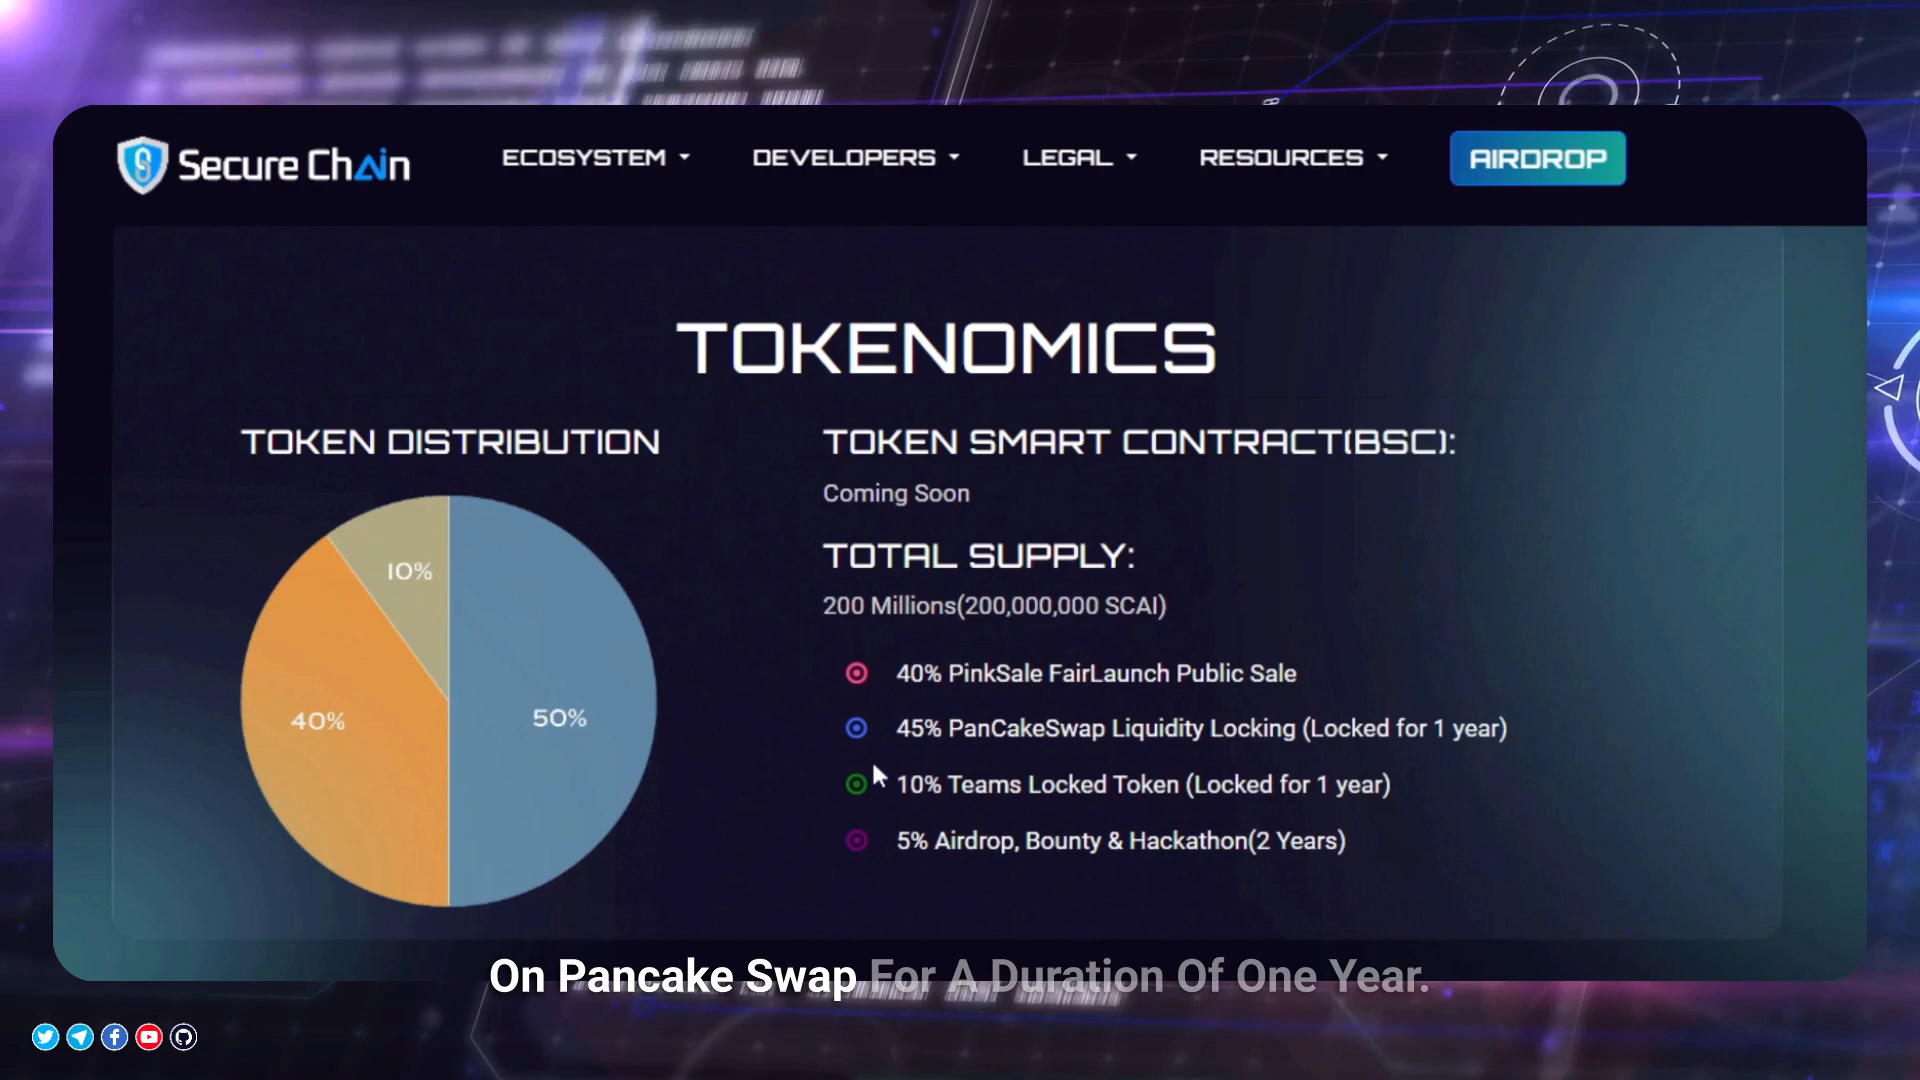 Secure Chain
ECOSYSTEM
DEVELOPERS
LEGAL
RESOURCES
AIRDROP
TOKENOMICS
TOKEN DISTRIBUTION
10%
40%
50%
TOKEN SMART CONTRACT(BSC):
Coming Soon
TOTAL SUPPLY:
200 Millions(200,000,000 SCAI)
40% PinkSale FairLaunch Public Sale
45% PanCakeSwap Liquidity Locking (Locked for 1 year)
10% Teams Locked Token (Locked for 1 year)
5% Airdrop, Bounty & Hackathon(2 Years)
On Pancake Swap For A Duration Of One Year.